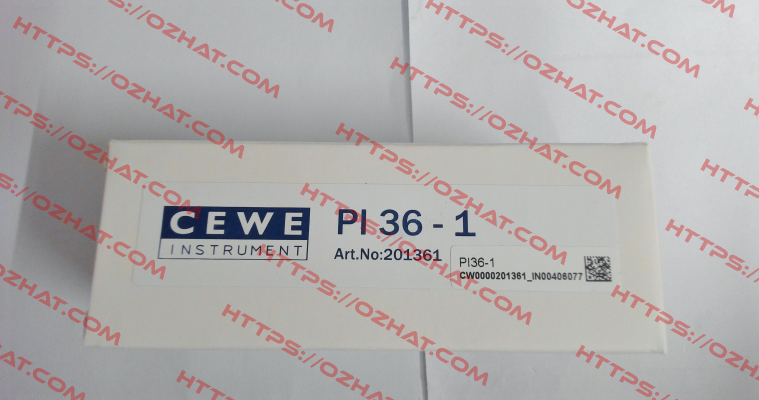 CEWE
INSTRUMENT
PI 36 - 1
Art.No:201361
PI36-1
CW0000201361_IN00406077
HTTPS://OZHAT.COM